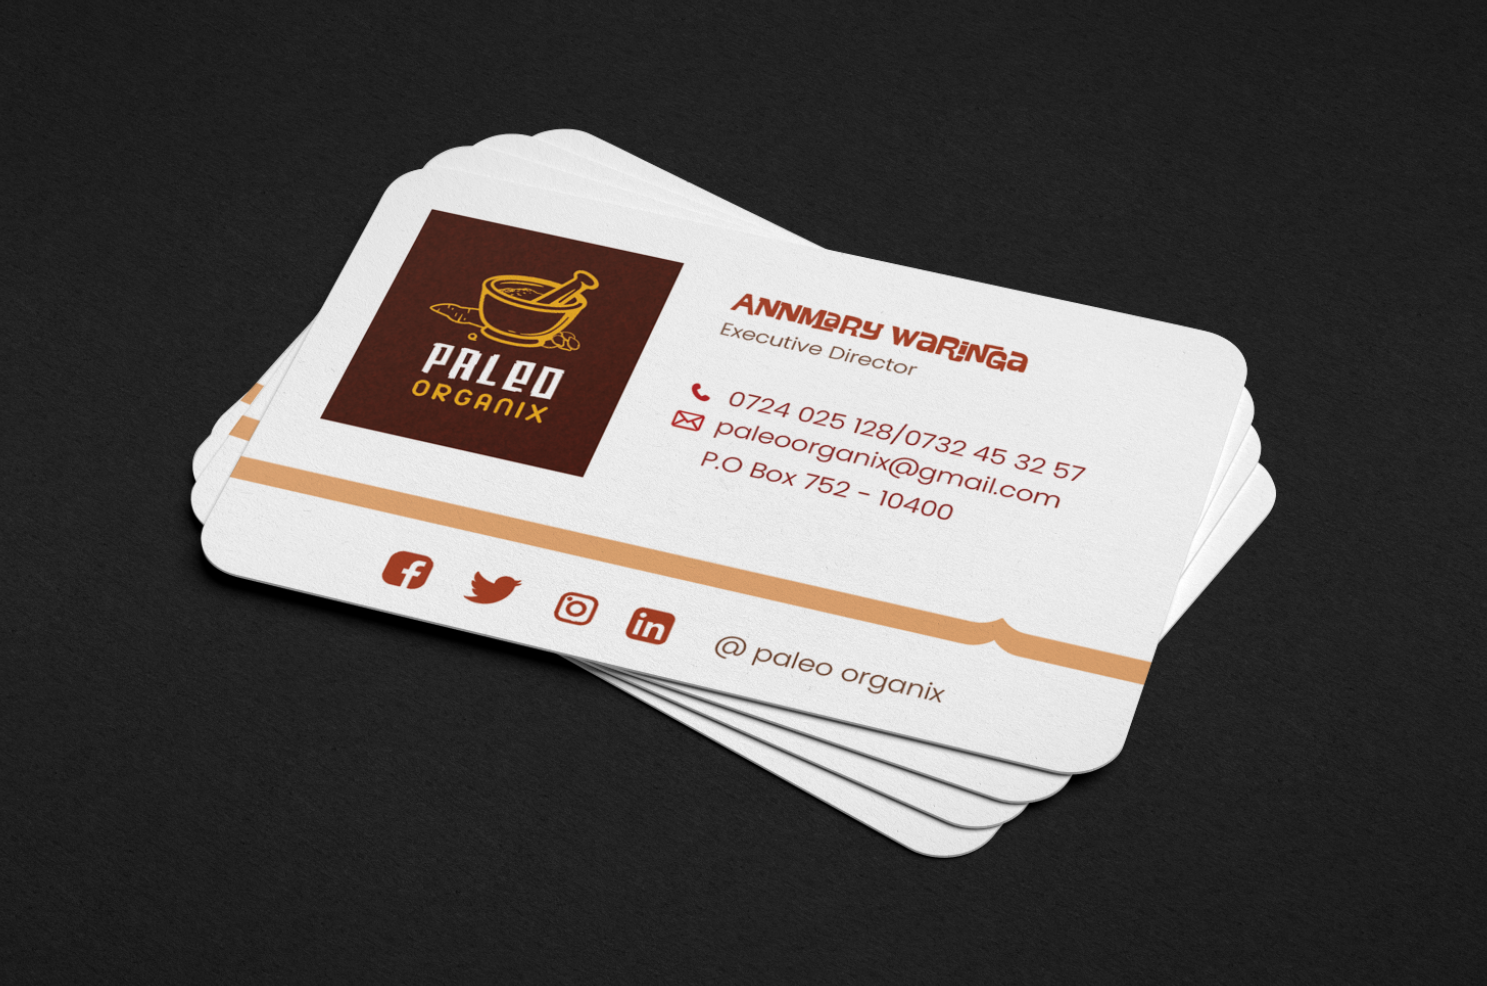 PALEO
ORGANIX
ANNMARY WARINGA
Executive Director
0724 025 128/0732 45 32 57
paleoorganix@gmail.com
P.O Box 752 - 10400
@ paleo organix